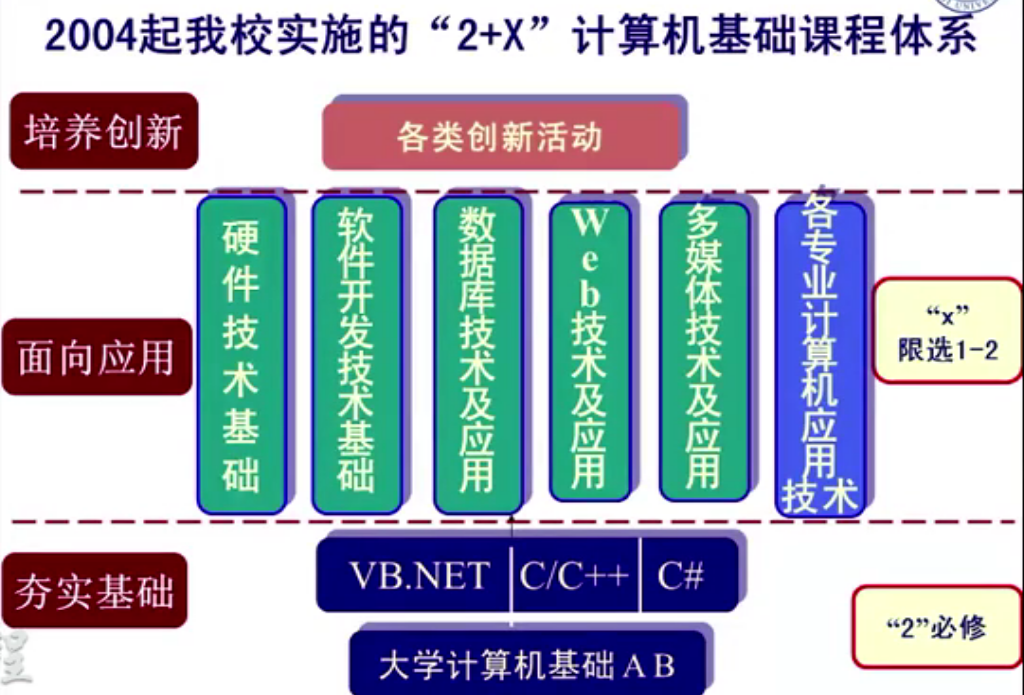 2004起我校实施的“2+X”计算机基础课程体系
培养创新
各类创新活动
面向应用
硬件技术基础
软件开发技术基础
数据库技术及应用
Web技术及应用
多媒体技术及应用
各专业计算机应用技术
“x”
限选1-2
夯实基础
VB.NET
C/C++
C#
“2”必修
大学计算机基础AB
程